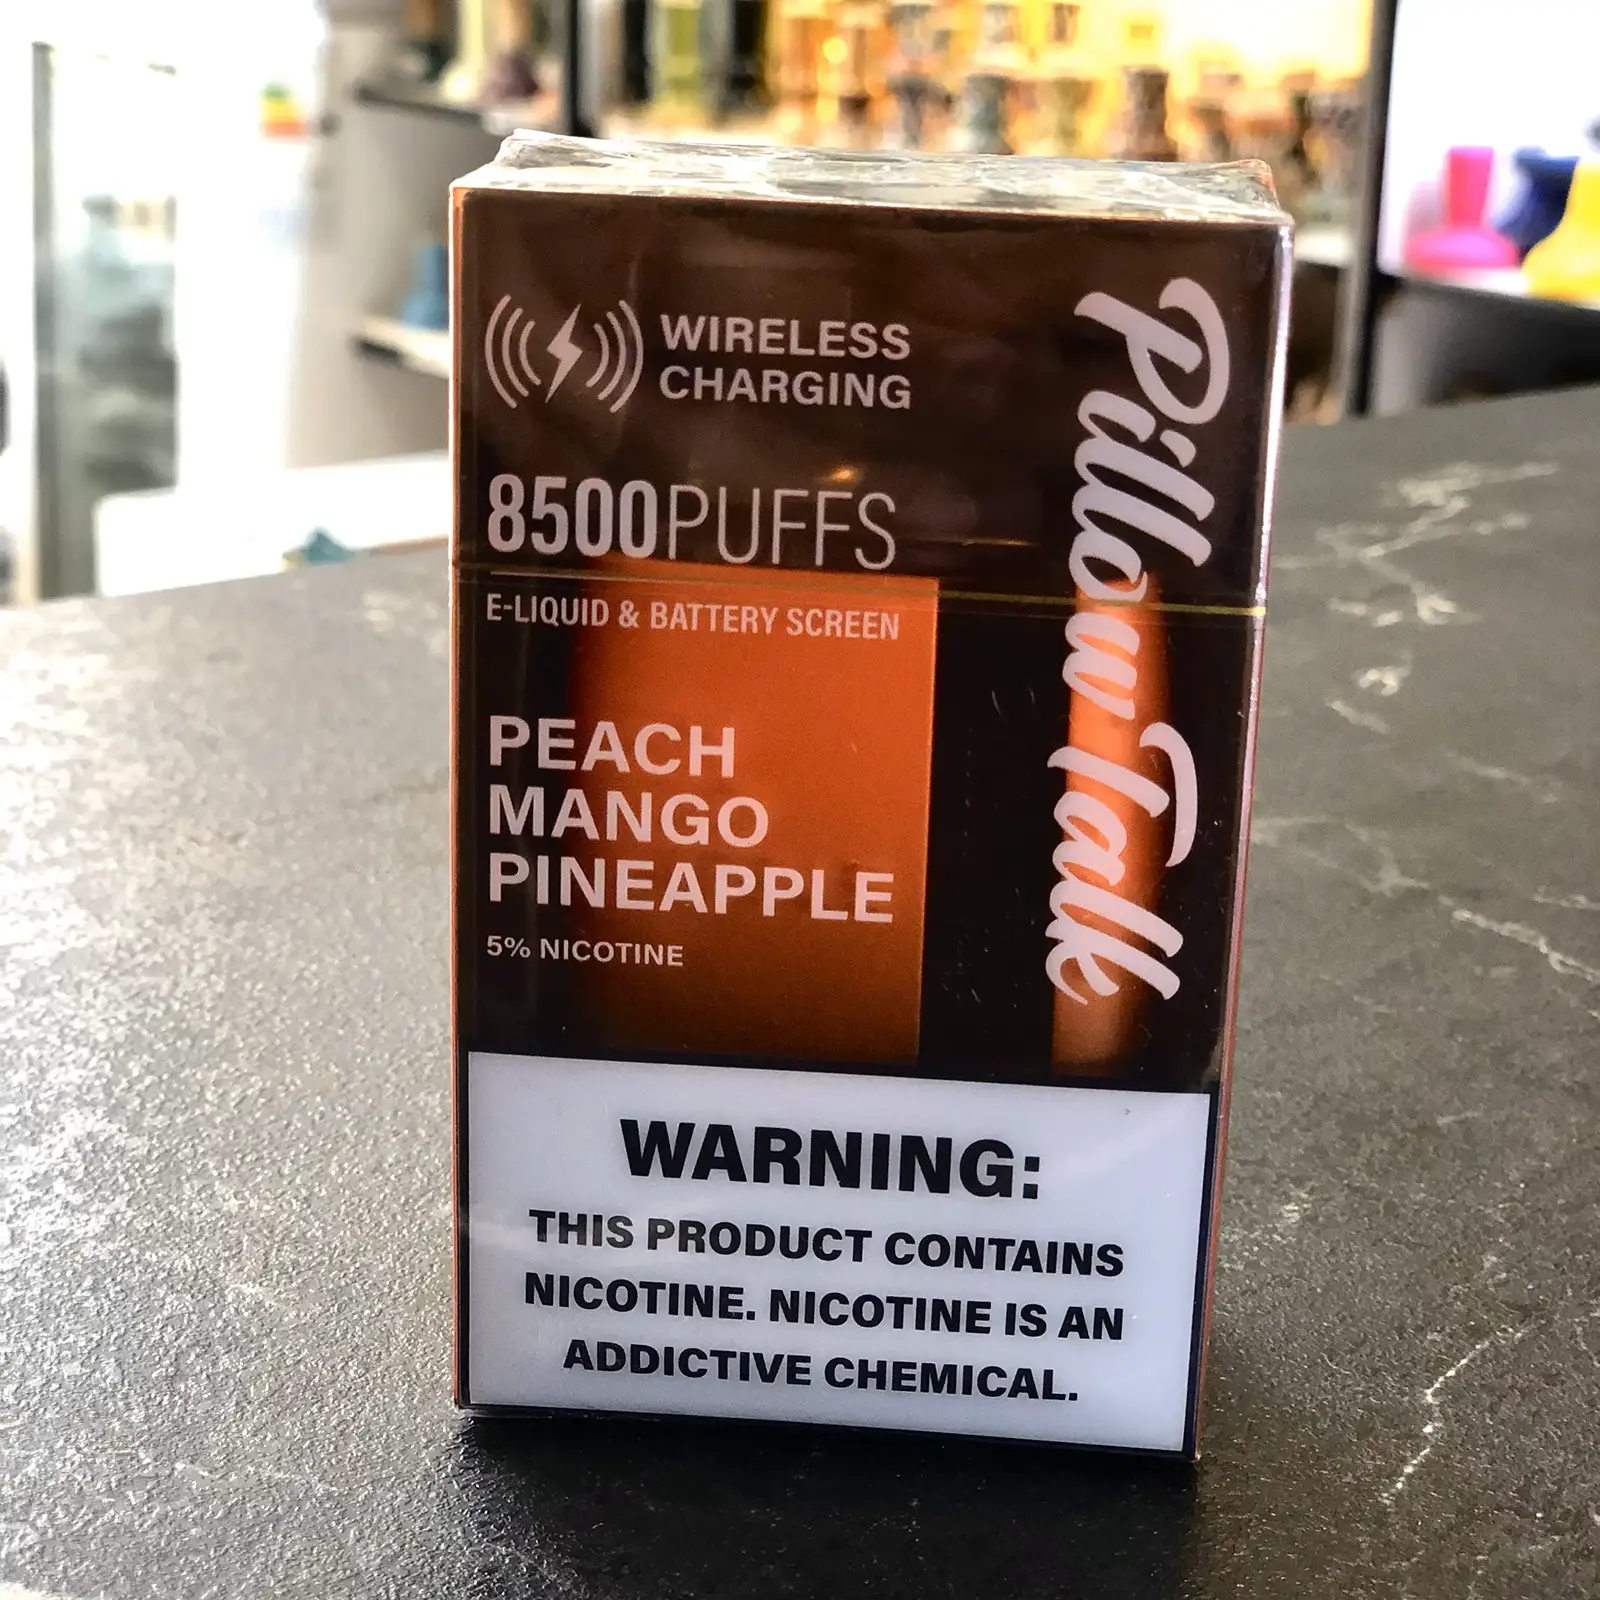 WIRELESS
CHARGING
8500PUFFS
E-LIQUID & BATTERY SCREEN
PEACH
MANGO
PINEAPPLE
5% NICOTINE
Pillow Talk
WARNING:
THIS PRODUCT CONTAINS
NICOTINE. NICOTINE IS AN
ADDICTIVE CHEMICAL.